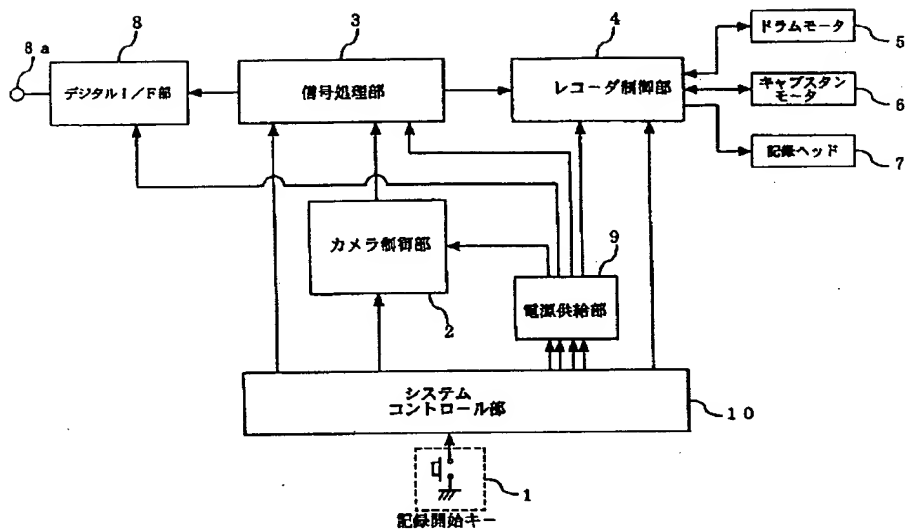 8a
8
3
4
デジタルI/F部
信号処理部
レコーダ制御部
ドラムモータ
5
キャプスタン
モータ
6
記録ヘッド
7
カメラ制御部
2
9
電源供給部
システム
コントロール部
10
1
記録開始キー